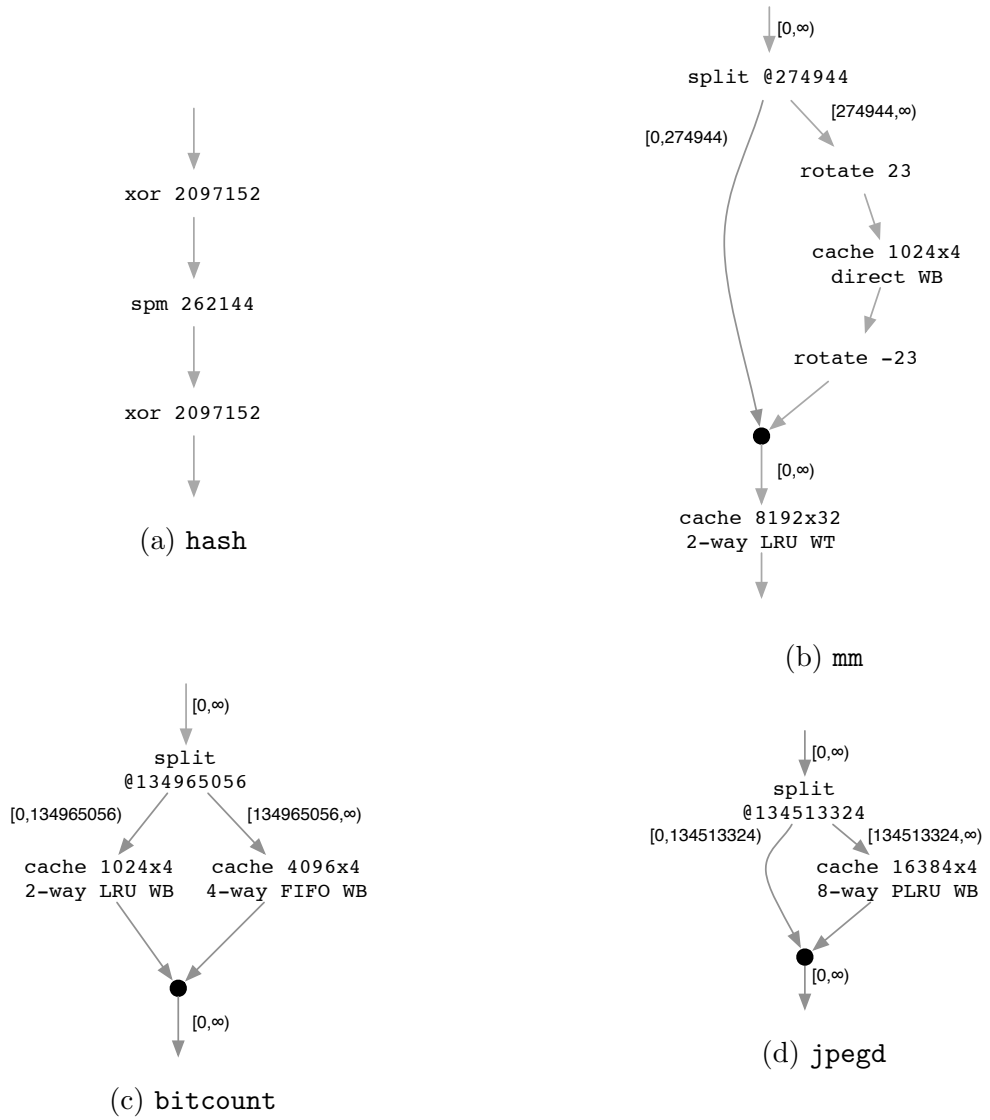 xor 2097152
spm 262144
xor 2097152
(a) hash
[0,∞)
split @274944
[0,274944)
[274944,∞)
rotate 23
cache 1024x4
direct WB
rotate -23
[0,∞)
cache 8192x32
2-way LRU WT
(b) mm
[0,∞)
split
@134965056
[0,134965056)
[134965056,∞)
cache 1024x4
2-way LRU WB
cache 4096x4
4-way FIFO WB
[0,∞)
(c) bitcount
[0,∞)
split
@134513324
[0,134513324)
[134513324,∞)
cache 16384x4
8-way PLRU WB
[0,∞)
(d) jpegd